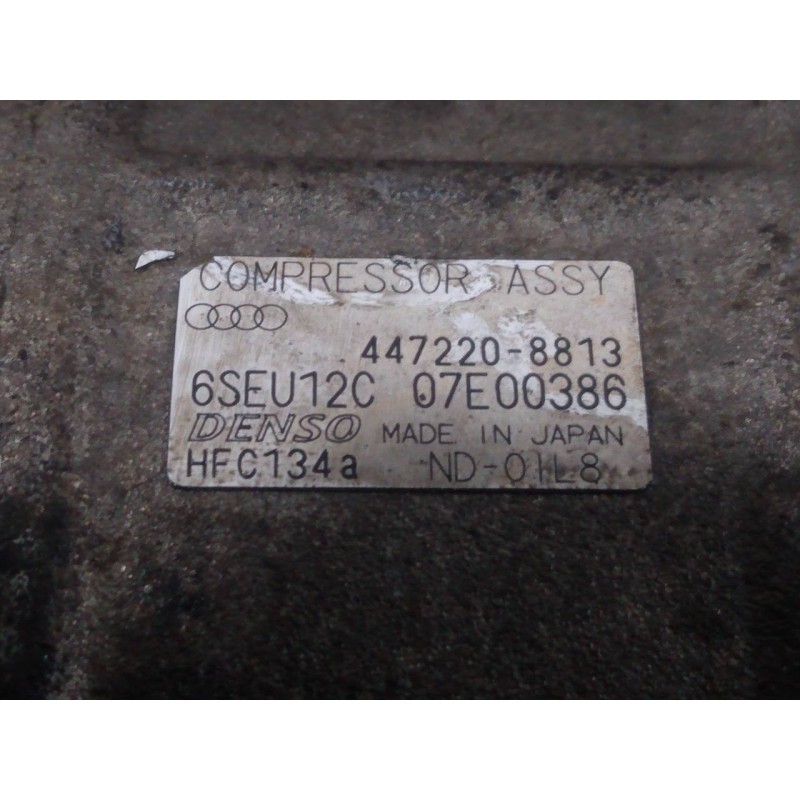 COMPRESSOR ASSY
447220-8813
6SEU12C 07E00386
DENSO MADE IN JAPAN
HFC134a ND-OIL8